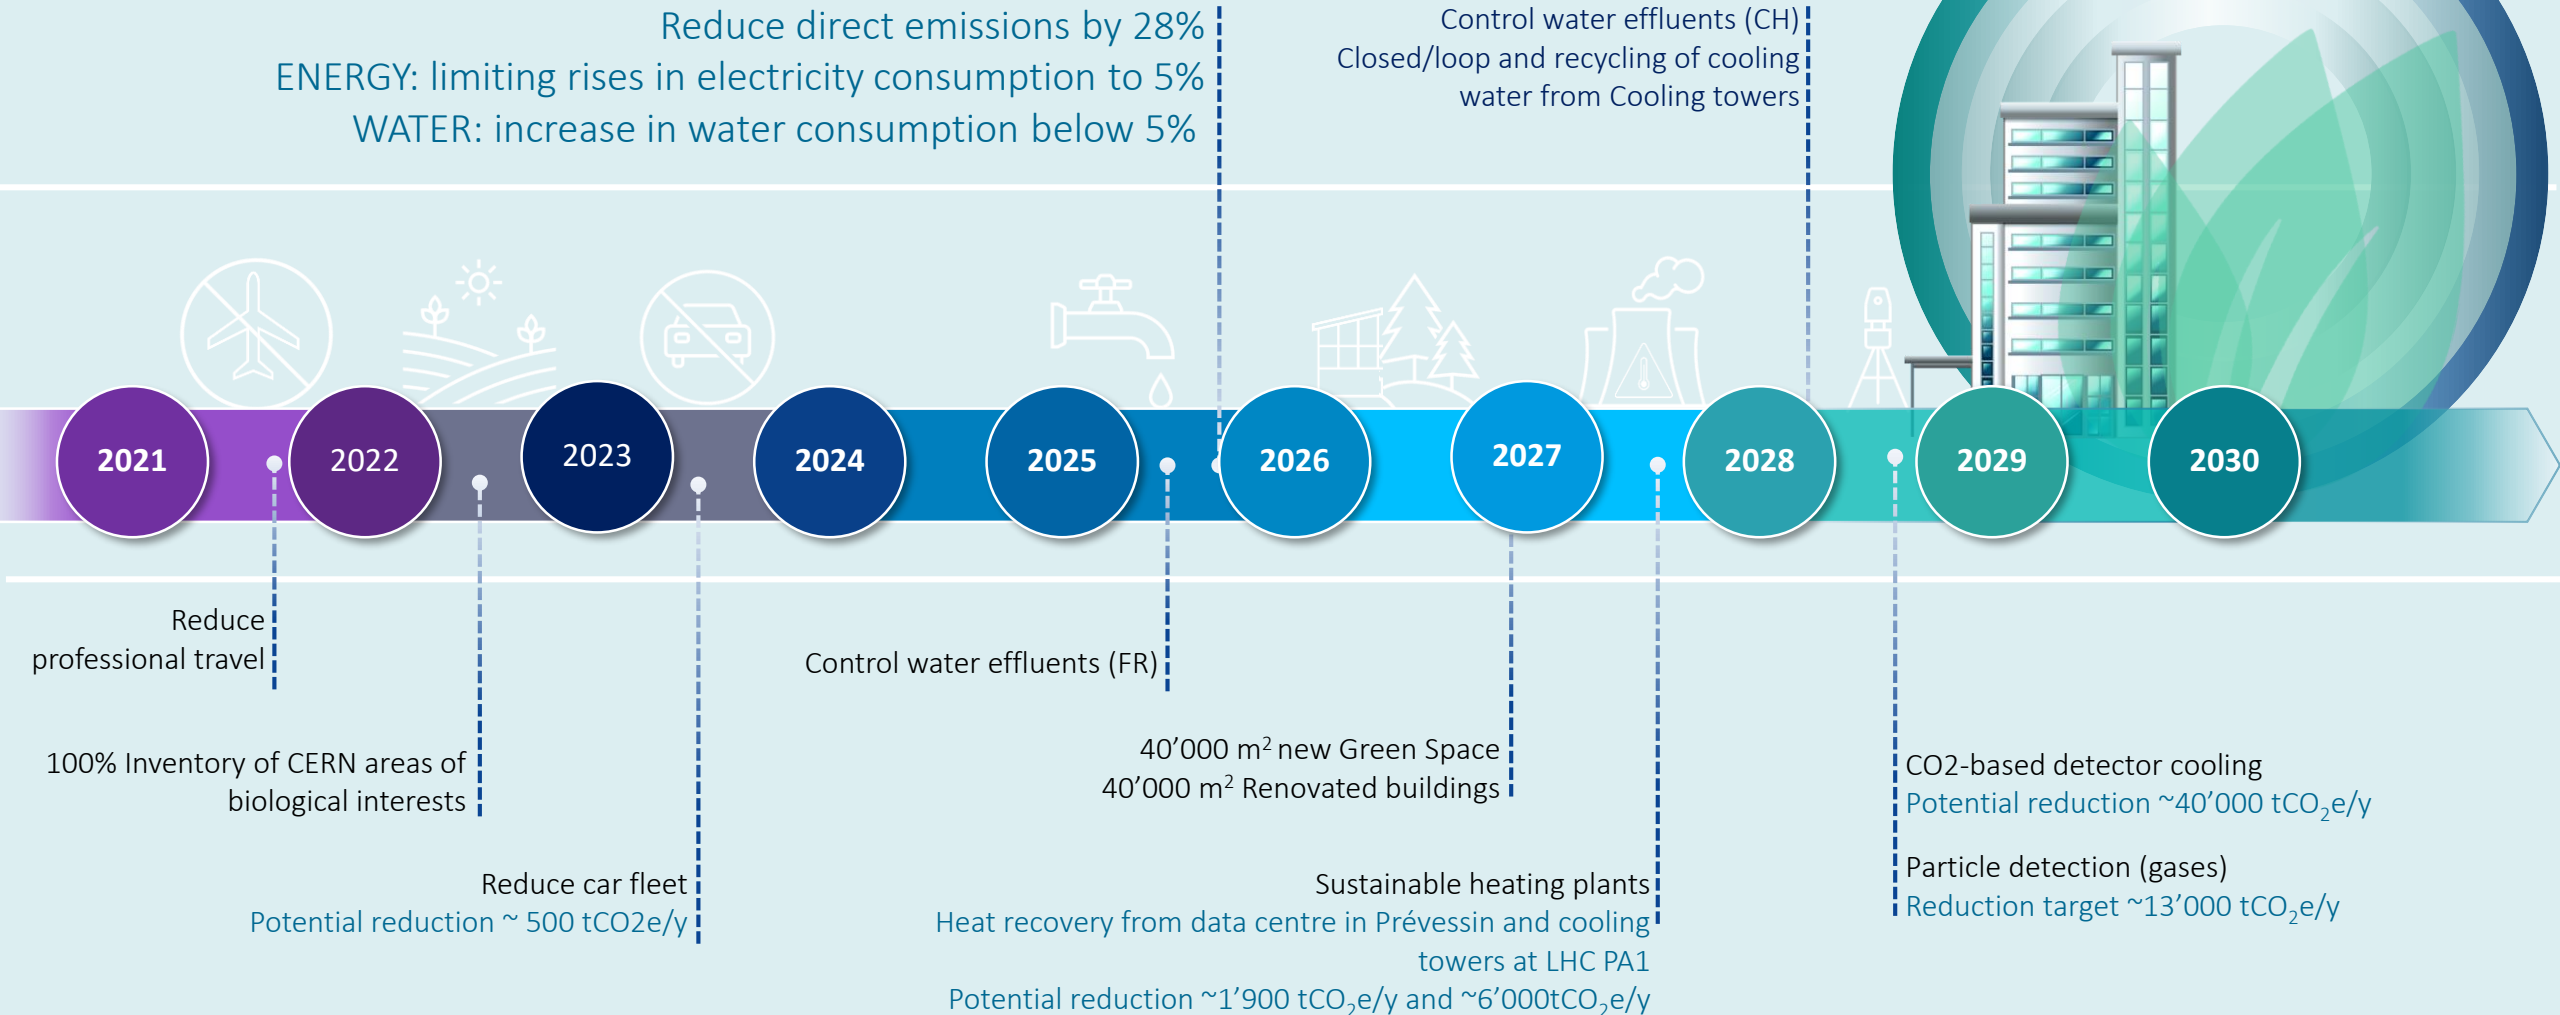 Reduce direct emissions by 28%
ENERGY: limiting rises in electricity consumption to 5%
WATER: increase in water consumption below 5%
Control water effluents (CH)
Closed/loop and recycling of cooling
water from Cooling towers
2021
2022
2023
2024
2025
2026
2027
2028
2029
2030
Reduce
professional travel
100% Inventory of CERN areas of
biological interests
Reduce car fleet
Potential reduction ~ 500 tCO2e/y
Control water effluents (FR)
40’000 m² new Green Space
40’000 m² Renovated buildings
Sustainable heating plants
Heat recovery from data centre in Prévessin and cooling
towers at LHC PA1
Potential reduction ~1’900 tCO₂e/y and ~6’000tCO₂e/y
CO2-based detector cooling
Potential reduction ~40’000 tCO₂e/y
Particle detection (gases)
Reduction target ~13’000 tCO₂e/y